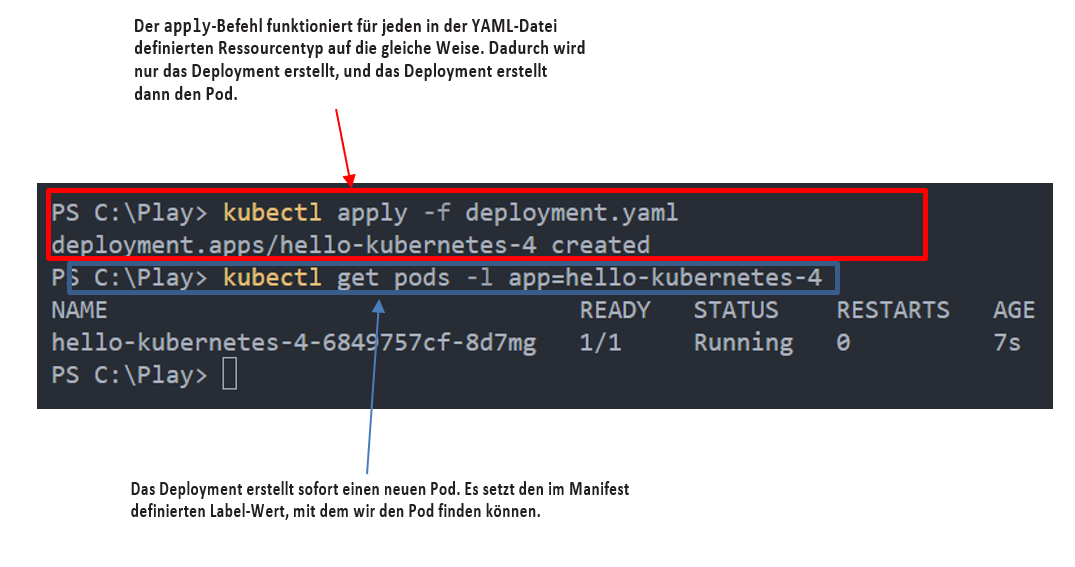 Der apply-Befehl funktioniert für jeden in der YAML-Datei
definierten Ressourcentyp auf die gleiche Weise. Dadurch wird
nur das Deployment erstellt, und das Deployment erstellt
dann den Pod.
PS C:\Play> kubectl apply -f deployment.yaml
deployment.apps/hello-kubernetes-4 created
PS C:\Play> kubectl get pods -l app=hello-kubernetes-4
NAME READY STATUS RESTARTS AGE
hello-kubernetes-4-6849757cf-8d7mg 1/1 Running 0 7s
PS C:\Play>
Das Deployment erstellt sofort einen neuen Pod. Es setzt den im Manifest
definierten Label-Wert, mit dem wir den Pod finden können.